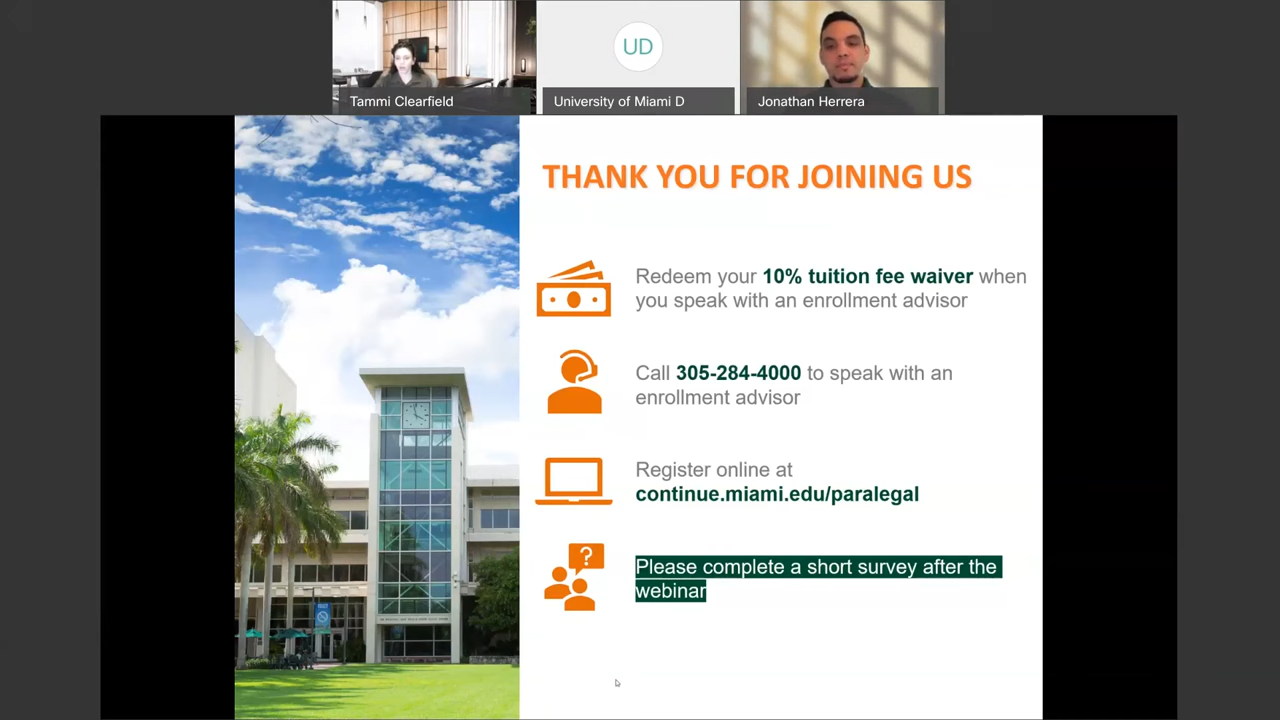 Tammi Clearfield
UD
University of Miami D
Jonathan Herrera
THANK YOU FOR JOINING US
Redeem your 10% tuition fee waiver when
you speak with an enrollment advisor
Call 305-284-4000 to speak with an
enrollment advisor
Register online at
continue.miami.edu/paralegal
?
Please complete a short survey after the
webinar